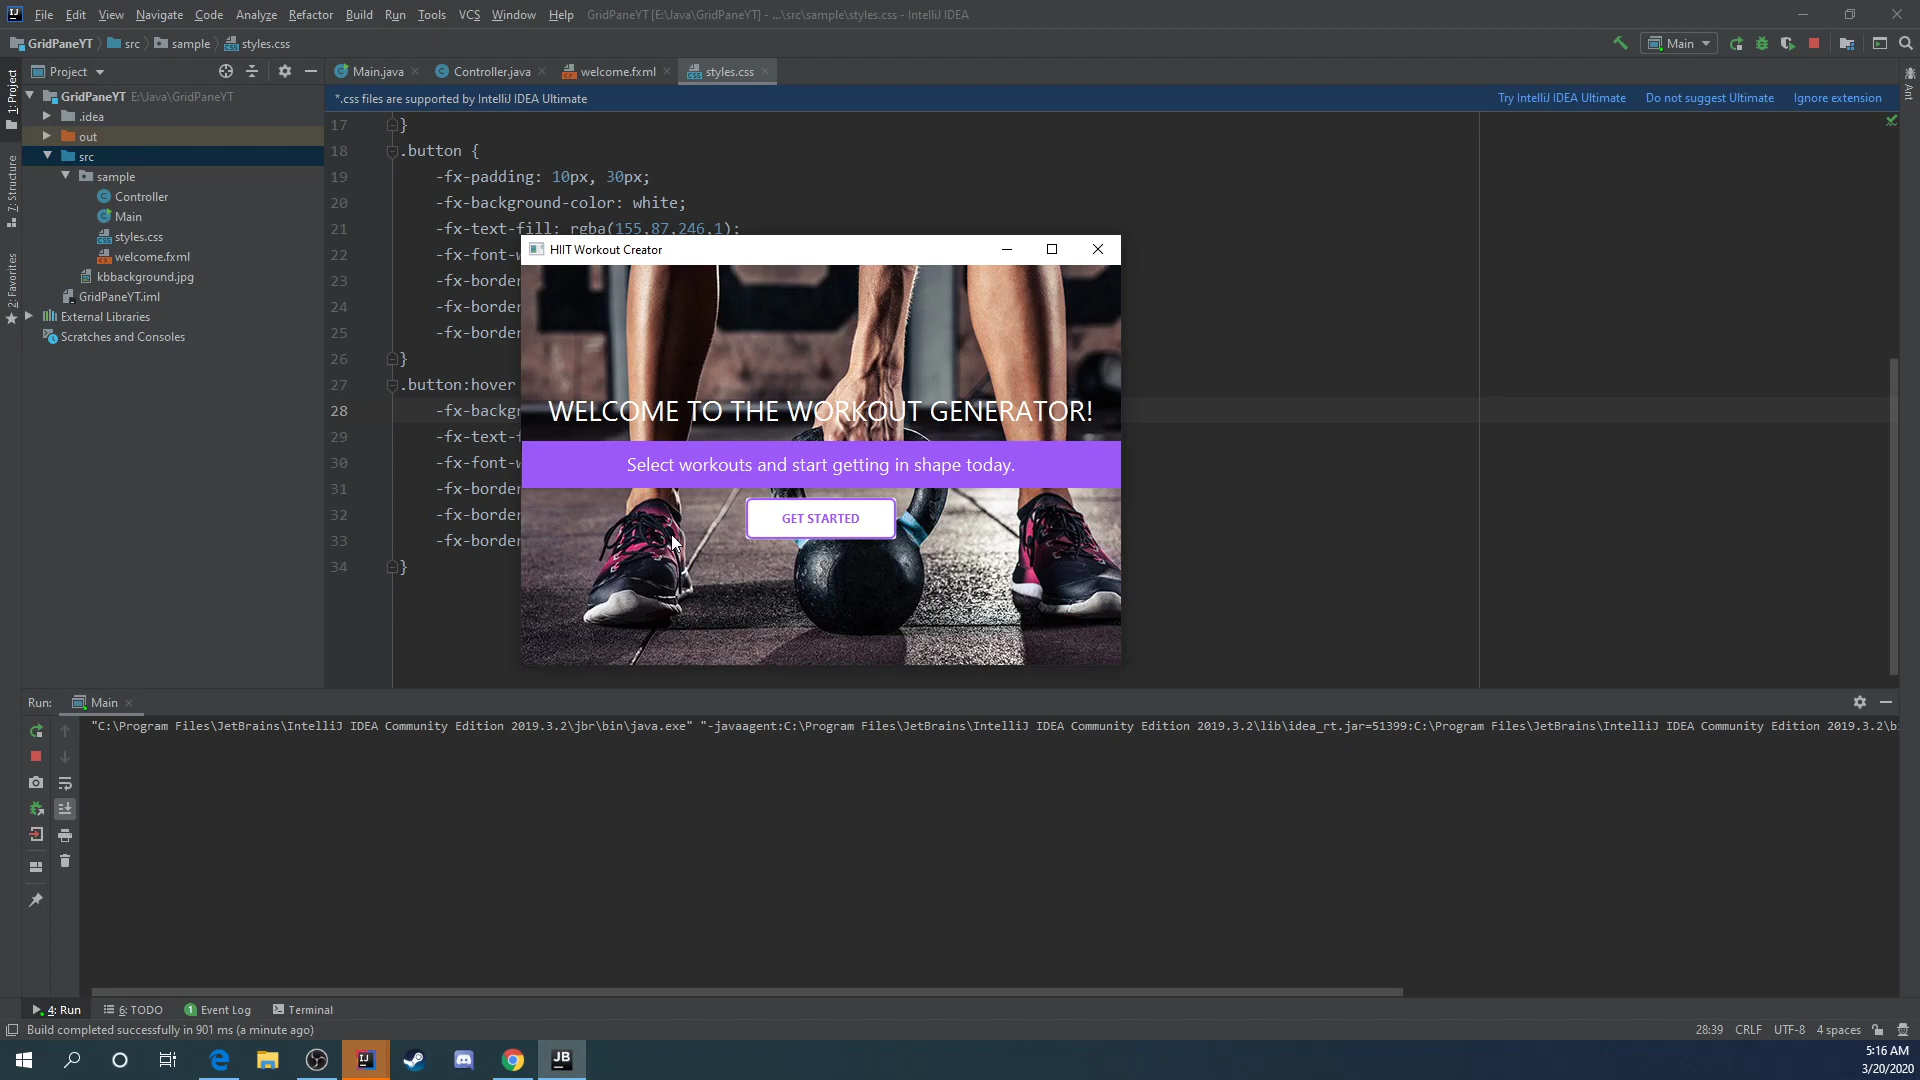 File Edit View Navigate Code Analyze Refactor Build Run Tools VCS Window Help GridPaneYT [E:\Java\GridPaneYT] - ...\src\sample\styles.css - IntelliJ IDEA
GridPaneYT src sample styles.css
Main
Project
Main.java Controller.java welcome.fxml styles.css
*.css files are supported by IntelliJ IDEA Ultimate Try IntelliJ IDEA Ultimate Do not suggest Ultimate Ignore extension
1: Project
7: Structure
2: Favorites
Ant
GridPaneYT E:\Java\GridPaneYT
.idea
out
src
sample
Controller
Main
styles.css
welcome.fxml
kbbackground.jpg
GridPaneYT.iml
External Libraries
Scratches and Consoles
17 }
18 .button {
19 -fx-padding: 10px, 30px;
20 -fx-background-color: white;
21 -fx-text-fill: rgba(155,87,246,1);
22 -fx-font-w
23 -fx-border
24 -fx-border
25 -fx-border
26 }
27 .button:hover
28 -fx-backgr
29 -fx-text-f
30 -fx-font-w
31 -fx-border
32 -fx-border
33 -fx-border
34 }
HIIT Workout Creator
WELCOME TO THE WORKOUT GENERATOR!
Select workouts and start getting in shape today.
GET STARTED
Run: Main
"C:\Program Files\JetBrains\IntelliJ IDEA Community Edition 2019.3.2\jbr\bin\java.exe" "-javaagent:C:\Program Files\JetBrains\IntelliJ IDEA Community Edition 2019.3.2\lib\idea_rt.jar=51399:C:\Program Files\JetBrains\IntelliJ IDEA Community Edition 2019.3.2\b
4: Run 6: TODO 1 Event Log Terminal
Build completed successfully in 901 ms (a minute ago) 28:39 CRLF UTF-8 4 spaces
IJ
JB
5:16 AM
3/20/2020